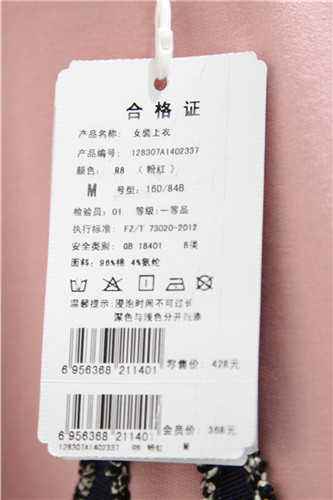 合格证
产品名称： 女装上衣
产品编号： 128307A1402337
颜色： R8 （粉红）
M 号型：160/84B
检验员：01 等级：一等品
执行标准：FZ/T 73020-2012
安全类别： GB 18401 B类
面料：96%棉 4%氨纶
温馨提示：浸泡时间不可过长
深色与浅色分开洗涤
6 956368 211401 零售价： 428元
6 956368 211401 会员价： 368元
128307A1402337 R8 粉红 M